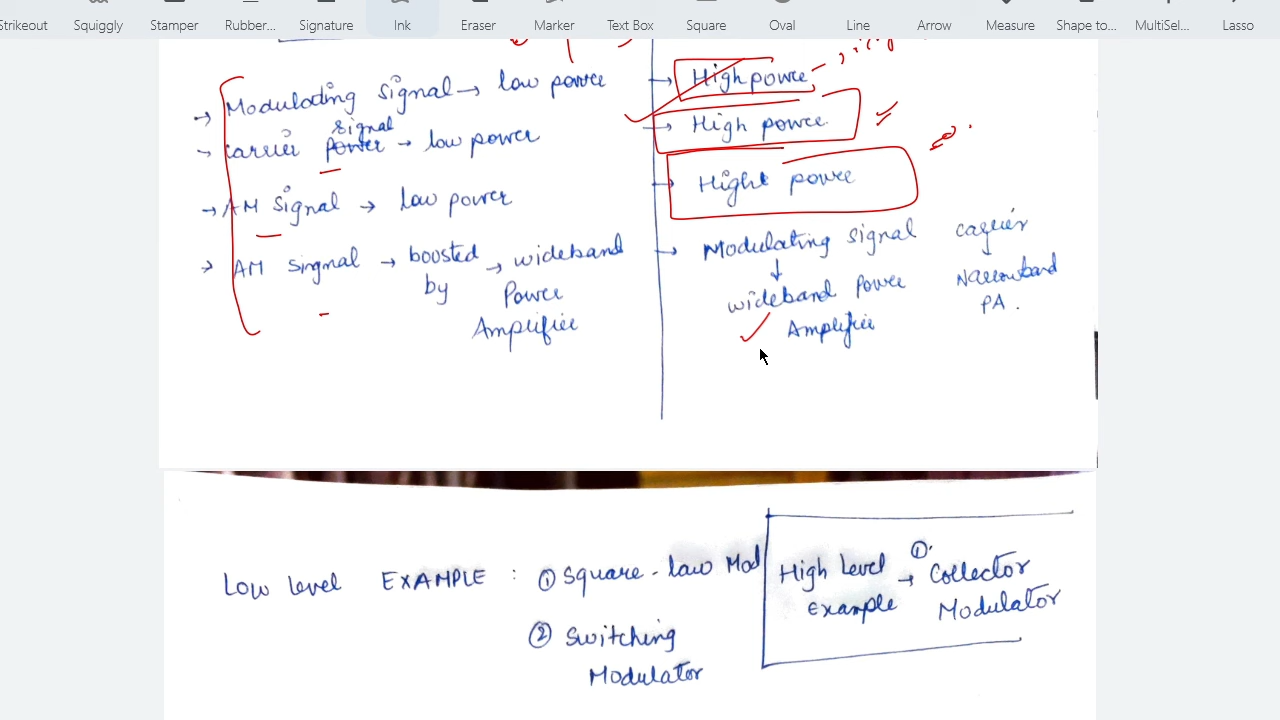 Strikeout Squiggly Stamper Rubber... Signature Ink Eraser Marker Text Box Square Oval Line Arrow Measure Shape to... MultiSel... Lasso
→ Modulating signal → low power
→ carrier power signal → low power
→ AM signal → Low power
→ AM singnal → boosted by → wideband Power Amplifier
→ High power
→ High power
→ Hight power
→ Modulating signal carrier
↓
wideband Power Narrowband
Amplifier PA.
Low level EXAMPLE : ① Square-law Mod
② Switching
Modulator
High Level → ① Collector
Example Modulator